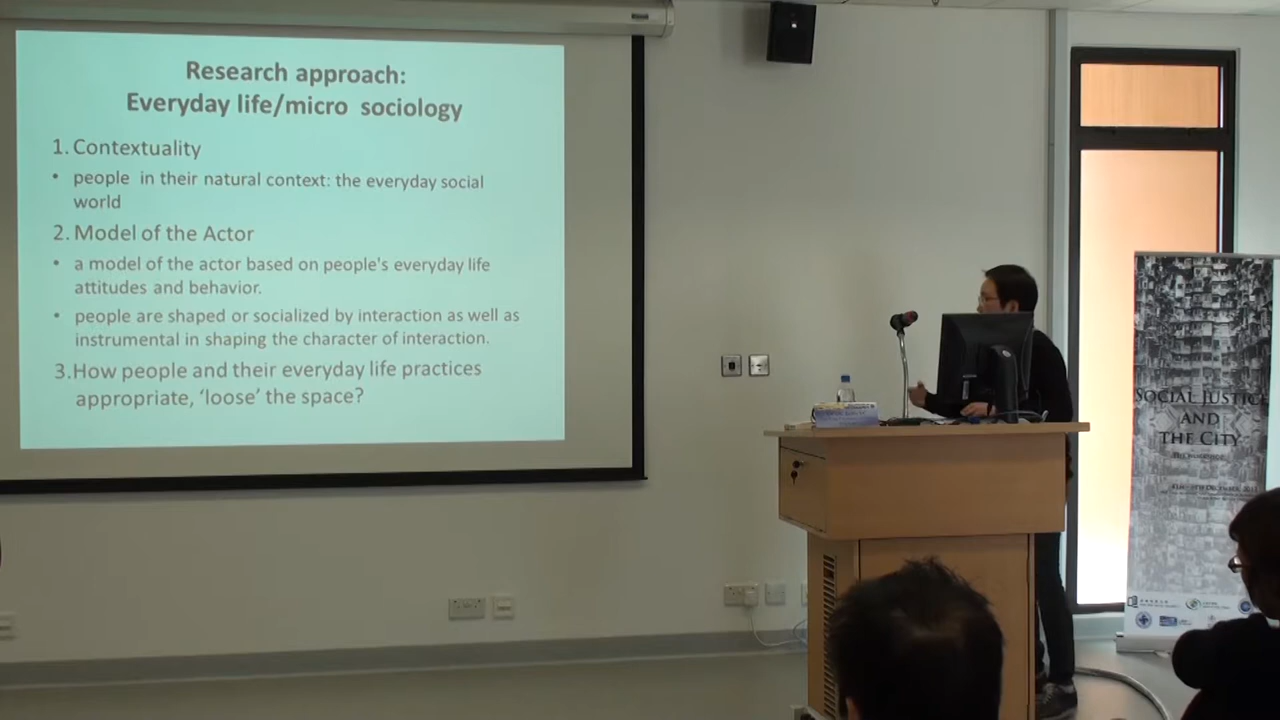 Research approach:
Everyday life/micro sociology
1. Contextuality
• people in their natural context: the everyday social
world
2. Model of the Actor
• a model of the actor based on people's everyday life
attitudes and behavior.
• people are shaped or socialized by interaction as well as
instrumental in shaping the character of interaction.
3.How people and their everyday life practices
appropriate, ‘loose’ the space?
SOCIAL JUSTICE
AND
THE CITY